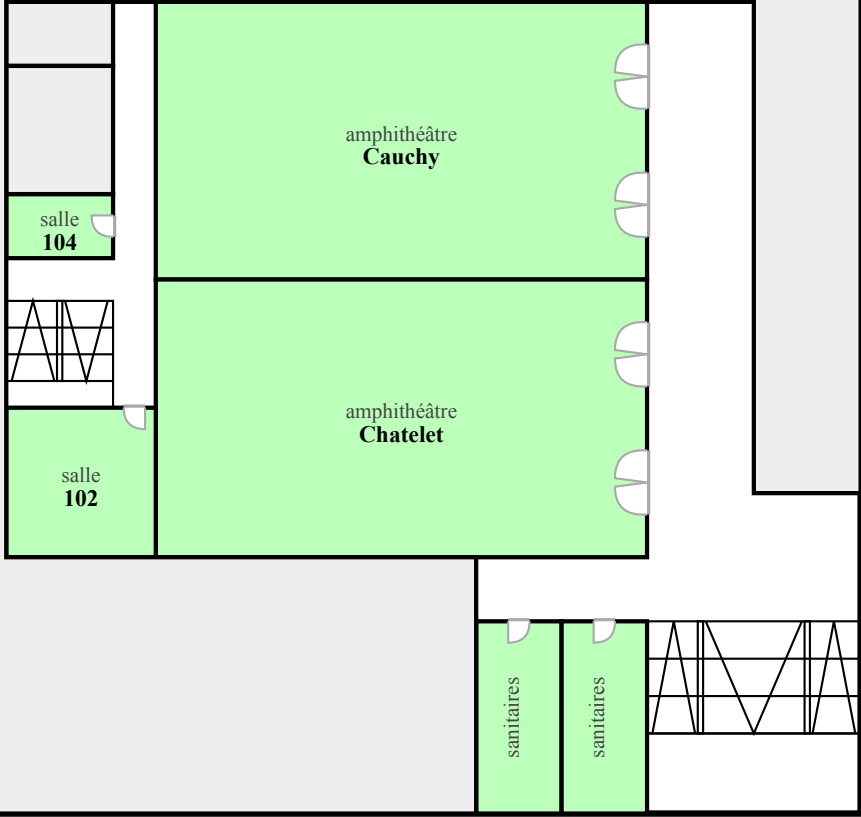 amphithéâtre
Cauchy
salle
104
amphithéâtre
Chatelet
salle
102
sanitaires
sanitaires